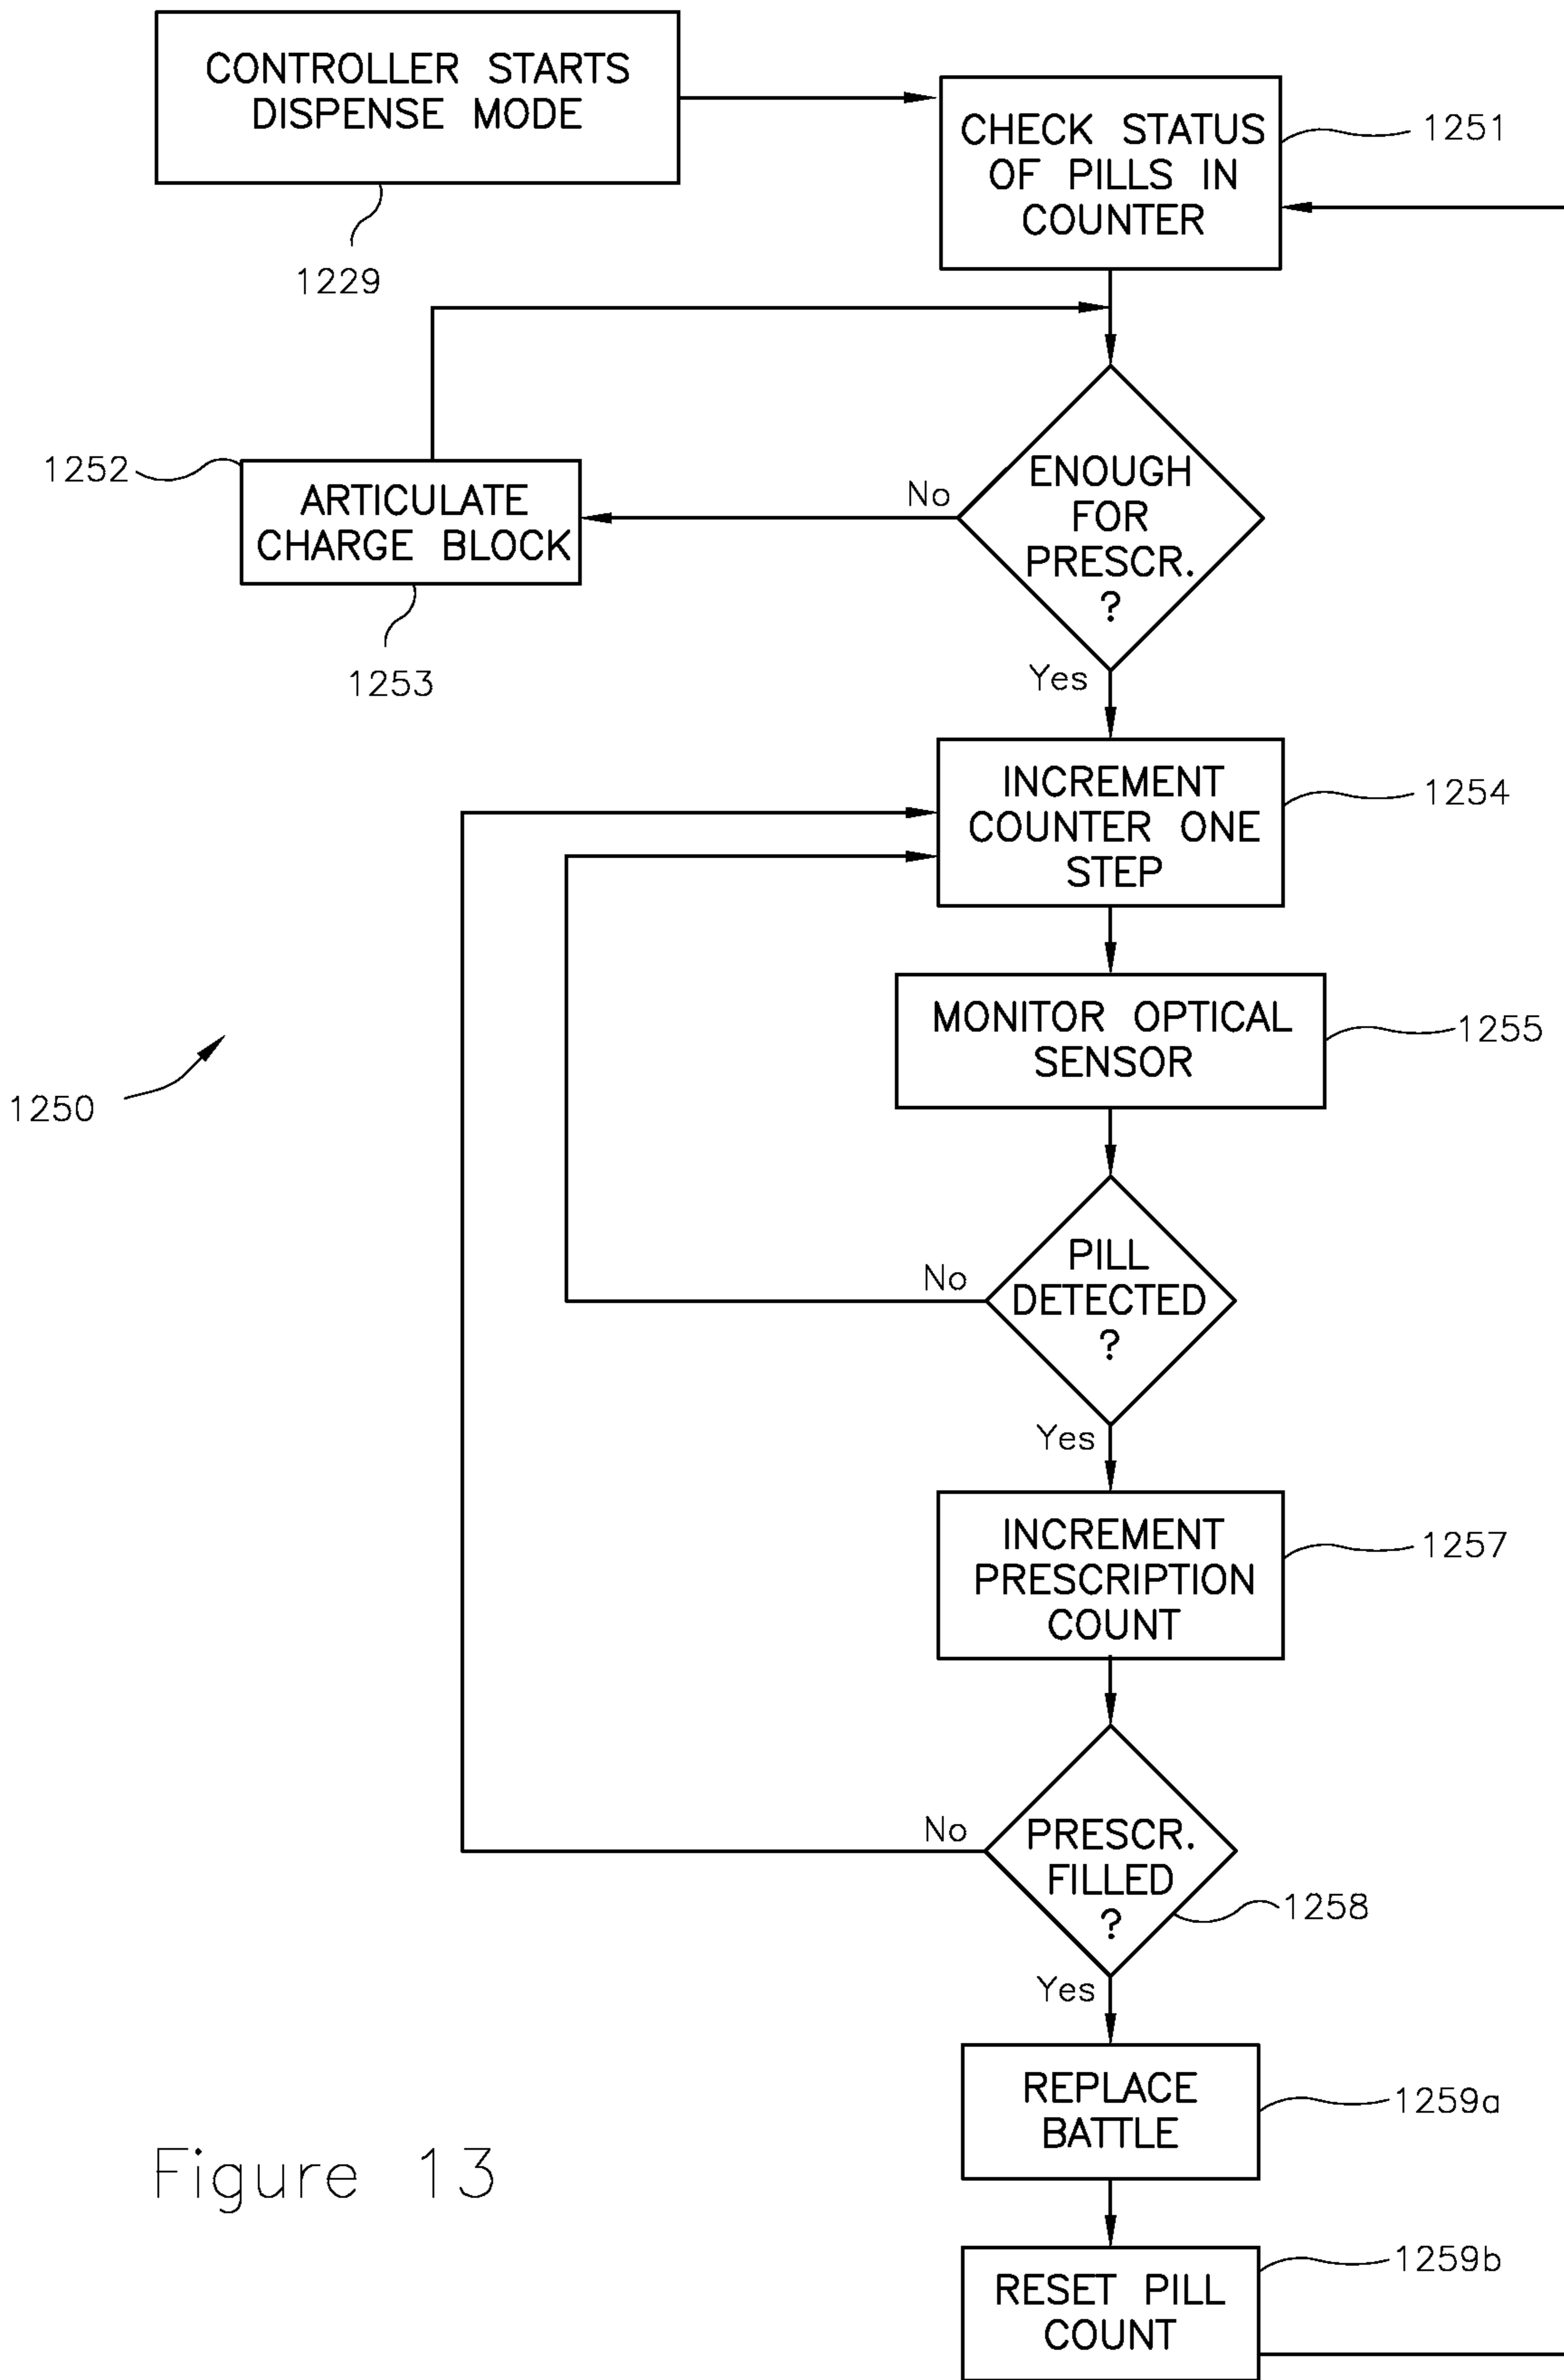 CONTROLLER STARTS
DISPENSE MODE
1229
CHECK STATUS
OF PILLS IN
COUNTER
1251
1252
ARTICULATE
CHARGE BLOCK
1253
No
ENOUGH
FOR
PRESCR.
?
Yes
INCREMENT
COUNTER ONE
STEP
1254
MONITOR OPTICAL
SENSOR
1255
1250
No
PILL
DETECTED
?
Yes
INCREMENT
PRESCRIPTION
COUNT
1257
No
PRESCR.
FILLED
?
1258
Yes
REPLACE
BATTLE
1259a
RESET PILL
COUNT
1259b
Figure 13